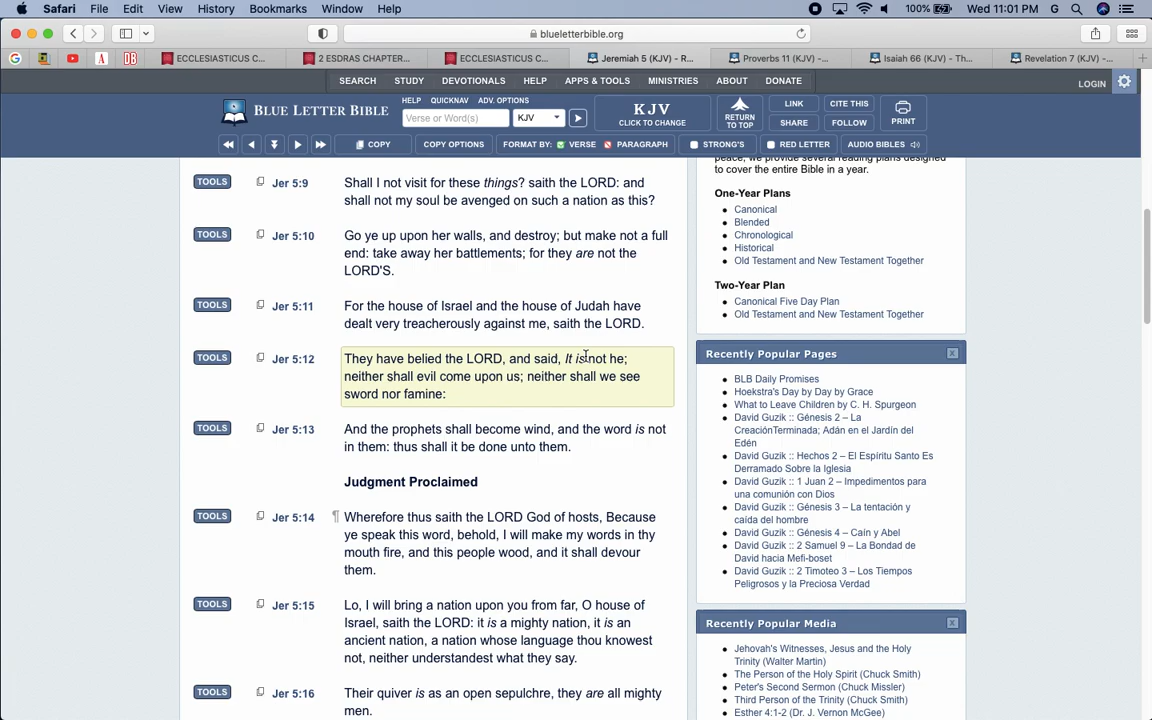 Safari File Edit View History Bookmarks Window Help 100% Wed 11:01 PM G
blueletterbible.org
ECCLESIASTICUS C... 2 ESDRAS CHAPTER... ECCLESIASTICUS C... Jeremiah 5 (KJV) - R... Proverbs 11 (KJV) -... Isaiah 66 (KJV) - Th... Revelation 7 (KJV) -...
SEARCH STUDY DEVOTIONALS HELP APPS & TOOLS MINISTRIES ABOUT DONATE LOGIN
BLUE LETTER BIBLE
HELP QUICKNAV ADV. OPTIONS
Verse or Word(s) KJV
KJV
CLICK TO CHANGE
RETURN
TO TOP
LINK CITE THIS
SHARE FOLLOW
PRINT
COPY COPY OPTIONS FORMAT BY: VERSE PARAGRAPH STRONG'S RED LETTER AUDIO BIBLES
TOOLS Jer 5:9 Shall I not visit for these things? saith the LORD: and
shall not my soul be avenged on such a nation as this?
TOOLS Jer 5:10 Go ye up upon her walls, and destroy; but make not a full
end: take away her battlements; for they are not the
LORD'S.
TOOLS Jer 5:11 For the house of Israel and the house of Judah have
dealt very treacherously against me, saith the LORD.
TOOLS Jer 5:12 They have belied the LORD, and said, It is not he;
neither shall evil come upon us; neither shall we see
sword nor famine:
TOOLS Jer 5:13 And the prophets shall become wind, and the word is not
in them: thus shall it be done unto them.
Judgment Proclaimed
TOOLS Jer 5:14 ¶ Wherefore thus saith the LORD God of hosts, Because
ye speak this word, behold, I will make my words in thy
mouth fire, and this people wood, and it shall devour
them.
TOOLS Jer 5:15 Lo, I will bring a nation upon you from far, O house of
Israel, saith the LORD: it is a mighty nation, it is an
ancient nation, a nation whose language thou knowest
not, neither understandest what they say.
TOOLS Jer 5:16 Their quiver is as an open sepulchre, they are all mighty
men.
peace, we provide several reading plans designed
to cover the entire Bible in a year.
One-Year Plans
Canonical
Blended
Chronological
Historical
Old Testament and New Testament Together
Two-Year Plan
Canonical Five Day Plan
Old Testament and New Testament Together
Recently Popular Pages
BLB Daily Promises
Hoekstra's Day by Day by Grace
What to Leave Children by C. H. Spurgeon
David Guzik :: Génesis 2 – La
CreaciónTerminada; Adán en el Jardín del
Edén
David Guzik :: Hechos 2 – El Espíritu Santo Es
Derramado Sobre la Iglesia
David Guzik :: 1 Juan 2 – Impedimentos para
una comunión con Dios
David Guzik :: Génesis 3 – La tentación y
caída del hombre
David Guzik :: Génesis 4 – Caín y Abel
David Guzik :: 2 Samuel 9 – La Bondad de
David hacia Mefi-boset
David Guzik :: 2 Timoteo 3 – Los Tiempos
Peligrosos y la Preciosa Verdad
Recently Popular Media
Jehovah's Witnesses, Jesus and the Holy
Trinity (Walter Martin)
The Person of the Holy Spirit (Chuck Smith)
Peter's Second Sermon (Chuck Missler)
Third Person of the Trinity (Chuck Smith)
Esther 4:1-2 (Dr. J. Vernon McGee)